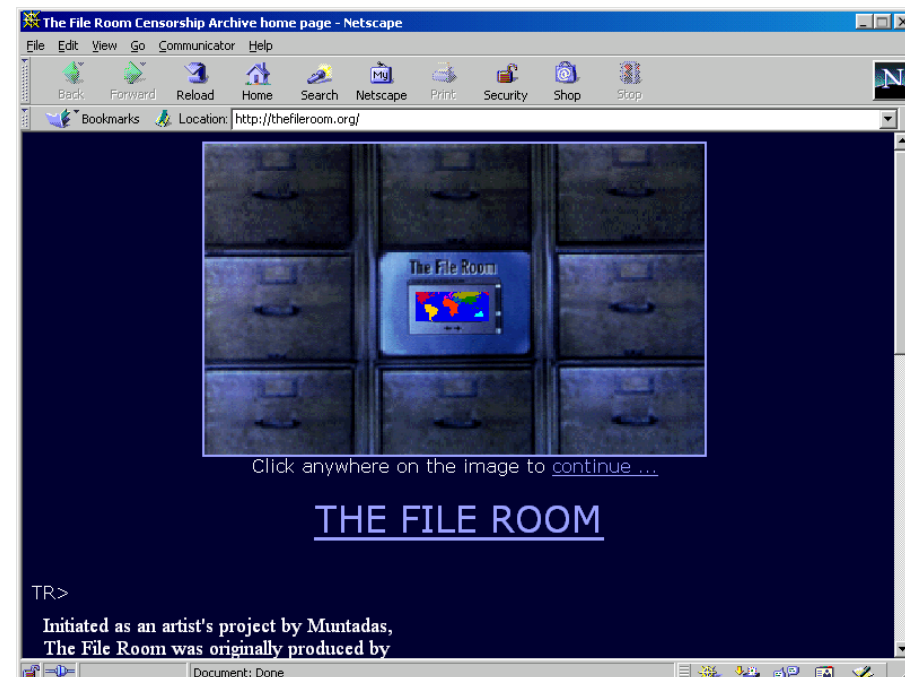 The File Room Censorship Archive home page - Netscape
File Edit View Go Communicator Help
Back Forward Reload Home Search Netscape Print Security Shop Stop
My
N
Bookmarks Location: http://thefileroom.org/
The File Room
Click anywhere on the image to continue ...
THE FILE ROOM
TR>
Initiated as an artist's project by Muntadas,
The File Room was originally produced by
Document: Done